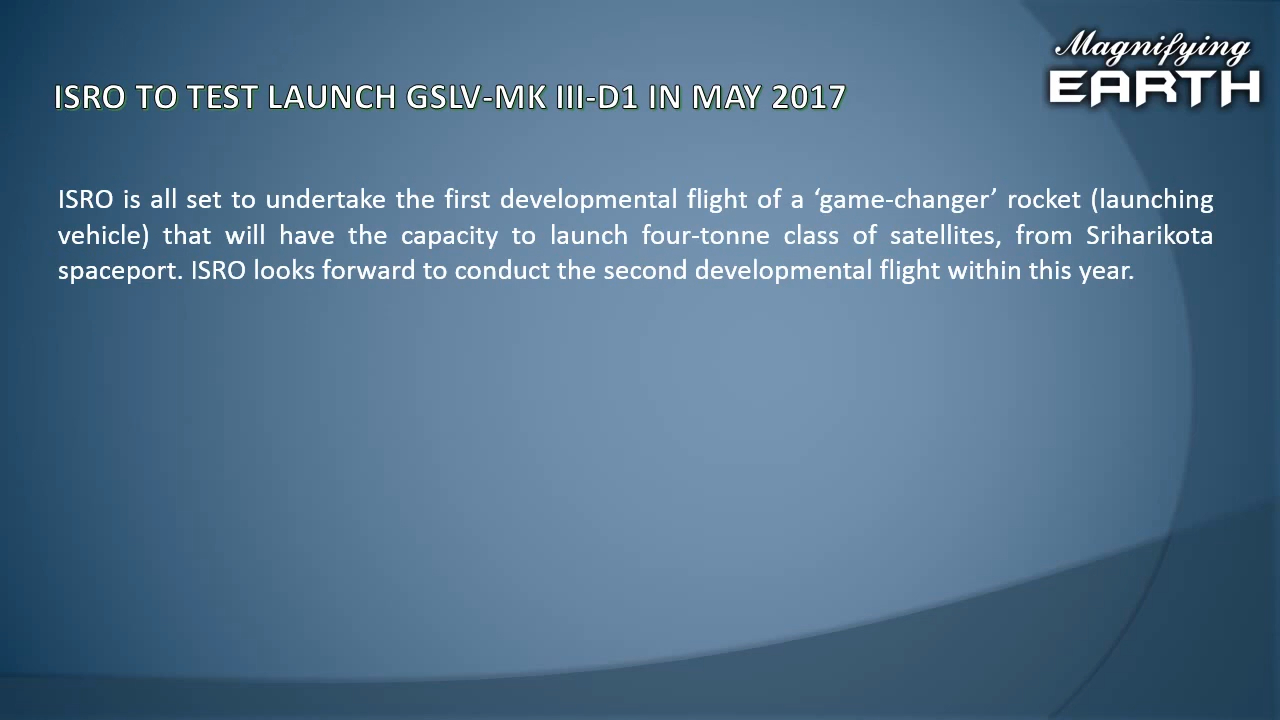 Magnifying
EARTH
ISRO TO TEST LAUNCH GSLV-MK III-D1 IN MAY 2017
ISRO is all set to undertake the first developmental flight of a ‘game-changer’ rocket (launching
vehicle) that will have the capacity to launch four-tonne class of satellites, from Sriharikota
spaceport. ISRO looks forward to conduct the second developmental flight within this year.